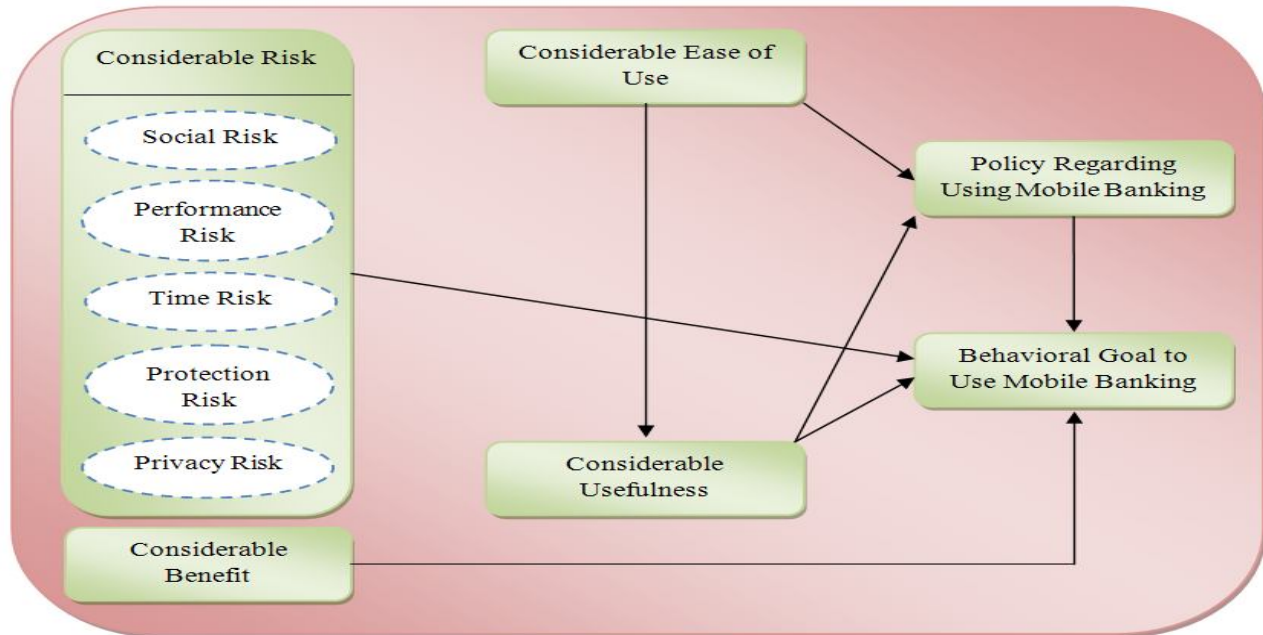 Considerable Risk
Social Risk
Performance
Risk
Time Risk
Protection
Risk
Privacy Risk
Considerable
Benefit
Considerable Ease of
Use
Considerable
Usefulness
Policy Regarding
Using Mobile Banking
Behavioral Goal to
Use Mobile Banking